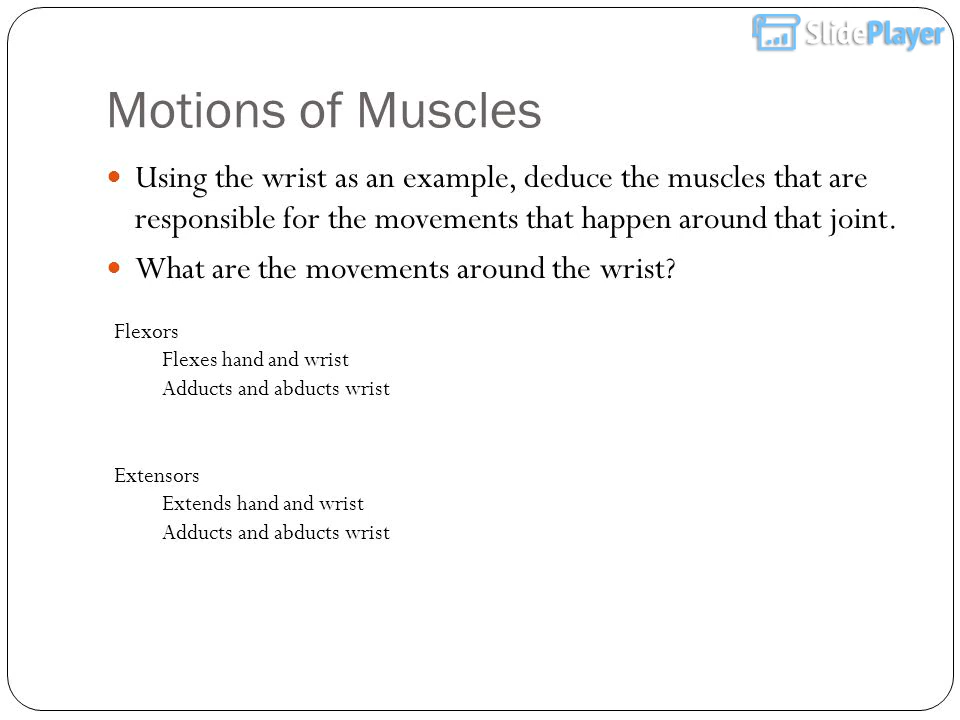 SlidePlayer
Motions of Muscles
Using the wrist as an example, deduce the muscles that are
responsible for the movements that happen around that joint.
What are the movements around the wrist?
Flexors
Flexes hand and wrist
Adducts and abducts wrist
Extensors
Extends hand and wrist
Adducts and abducts wrist